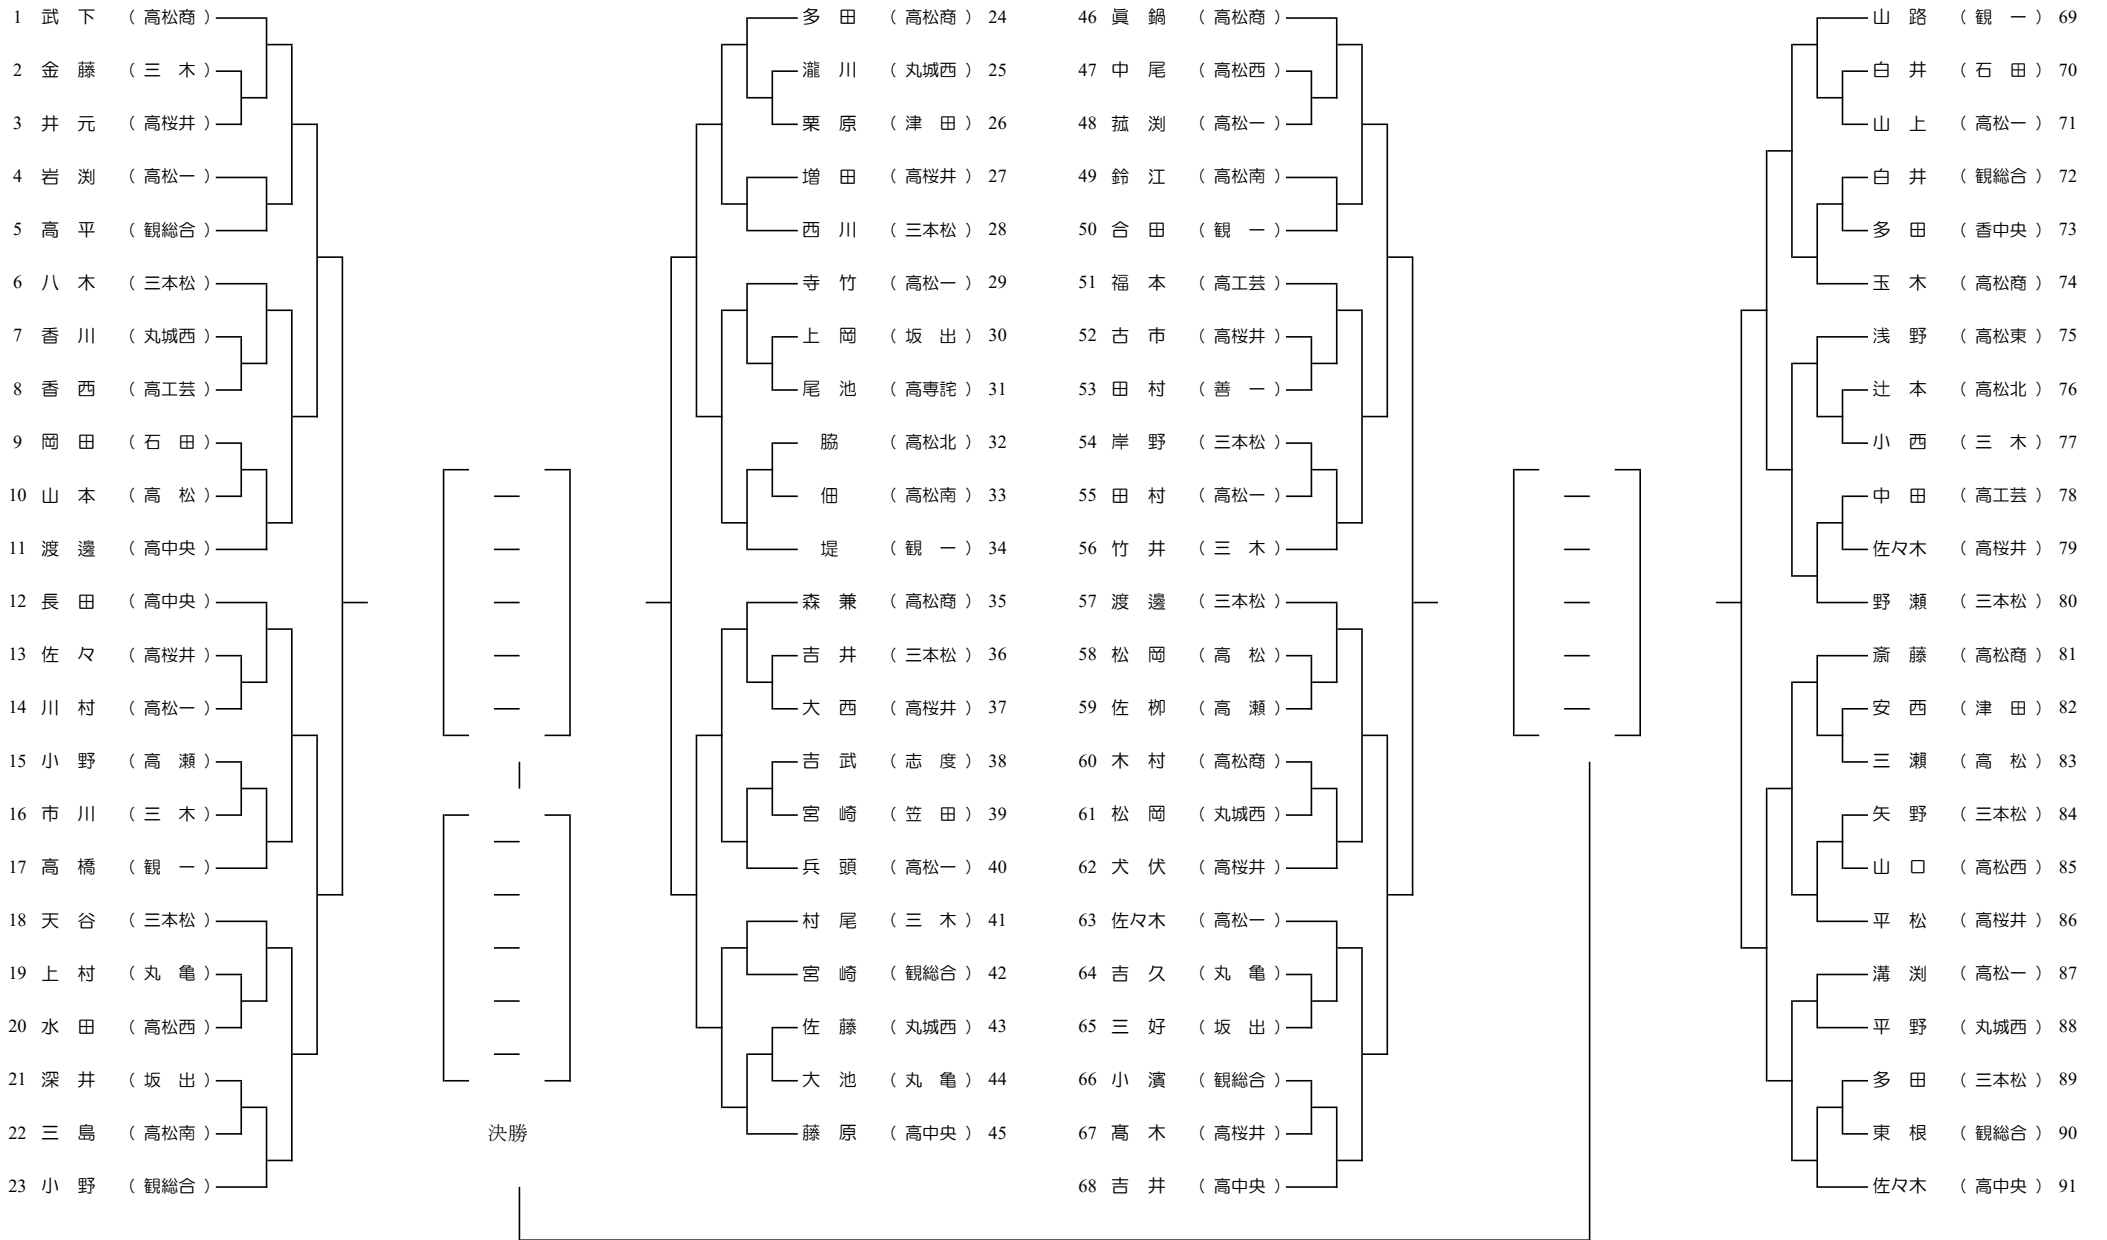 1 武下 (高松商)
2 金藤 (三木)
3 井元 (高桜井)
4 岩渕 (高松一)
5 高平 (観総合)
6 八木 (三本松)
7 香川 (丸城西)
8 香西 (高工芸)
9 岡田 (石田)
10 山本 (高松)
11 渡邊 (高中央)
12 長田 (高中央)
13 佐々 (高桜井)
14 川村 (高松一)
15 小野 (高瀬)
16 市川 (三木)
17 高橋 (観一)
18 天谷 (三本松)
19 上村 (丸亀)
20 水田 (高松西)
21 深井 (坂出)
22 三島 (高松南)
23 小野 (観総合)
決勝
多田 (高松商) 24
瀧川 (丸城西) 25
栗原 (津田) 26
増田 (高桜井) 27
西川 (三本松) 28
寺竹 (高松一) 29
上岡 (坂出) 30
尾池 (高専詫) 31
脇 (高松北) 32
佃 (高松南) 33
堤 (観一) 34
森兼 (高松商) 35
吉井 (三本松) 36
大西 (高桜井) 37
吉武 (志度) 38
宮崎 (笠田) 39
兵頭 (高松一) 40
村尾 (三木) 41
宮崎 (観総合) 42
佐藤 (丸城西) 43
大池 (丸亀) 44
藤原 (高中央) 45
46 眞鍋 (高松商)
47 中尾 (高松西)
48 菰渕 (高松一)
49 鈴江 (高松南)
50 合田 (観一)
51 福本 (高工芸)
52 古市 (高桜井)
53 田村 (善一)
54 岸野 (三本松)
55 田村 (高松一)
56 竹井 (三木)
57 渡邊 (三本松)
58 松岡 (高松)
59 佐栁 (高瀬)
60 木村 (高松商)
61 松岡 (丸城西)
62 犬伏 (高桜井)
63 佐々木 (高松一)
64 吉久 (丸亀)
65 三好 (坂出)
66 小濱 (観総合)
67 髙木 (高桜井)
68 吉井 (高中央)
山路 (観一) 69
白井 (石田) 70
山上 (高松一) 71
白井 (観総合) 72
多田 (香中央) 73
玉木 (高松商) 74
浅野 (高松東) 75
辻本 (高松北) 76
小西 (三木) 77
中田 (高工芸) 78
佐々木 (高桜井) 79
野瀬 (三本松) 80
斎藤 (高松商) 81
安西 (津田) 82
三瀬 (高松) 83
矢野 (三本松) 84
山口 (高松西) 85
平松 (高桜井) 86
溝渕 (高松一) 87
平野 (丸城西) 88
多田 (三本松) 89
東根 (観総合) 90
佐々木 (高中央) 91